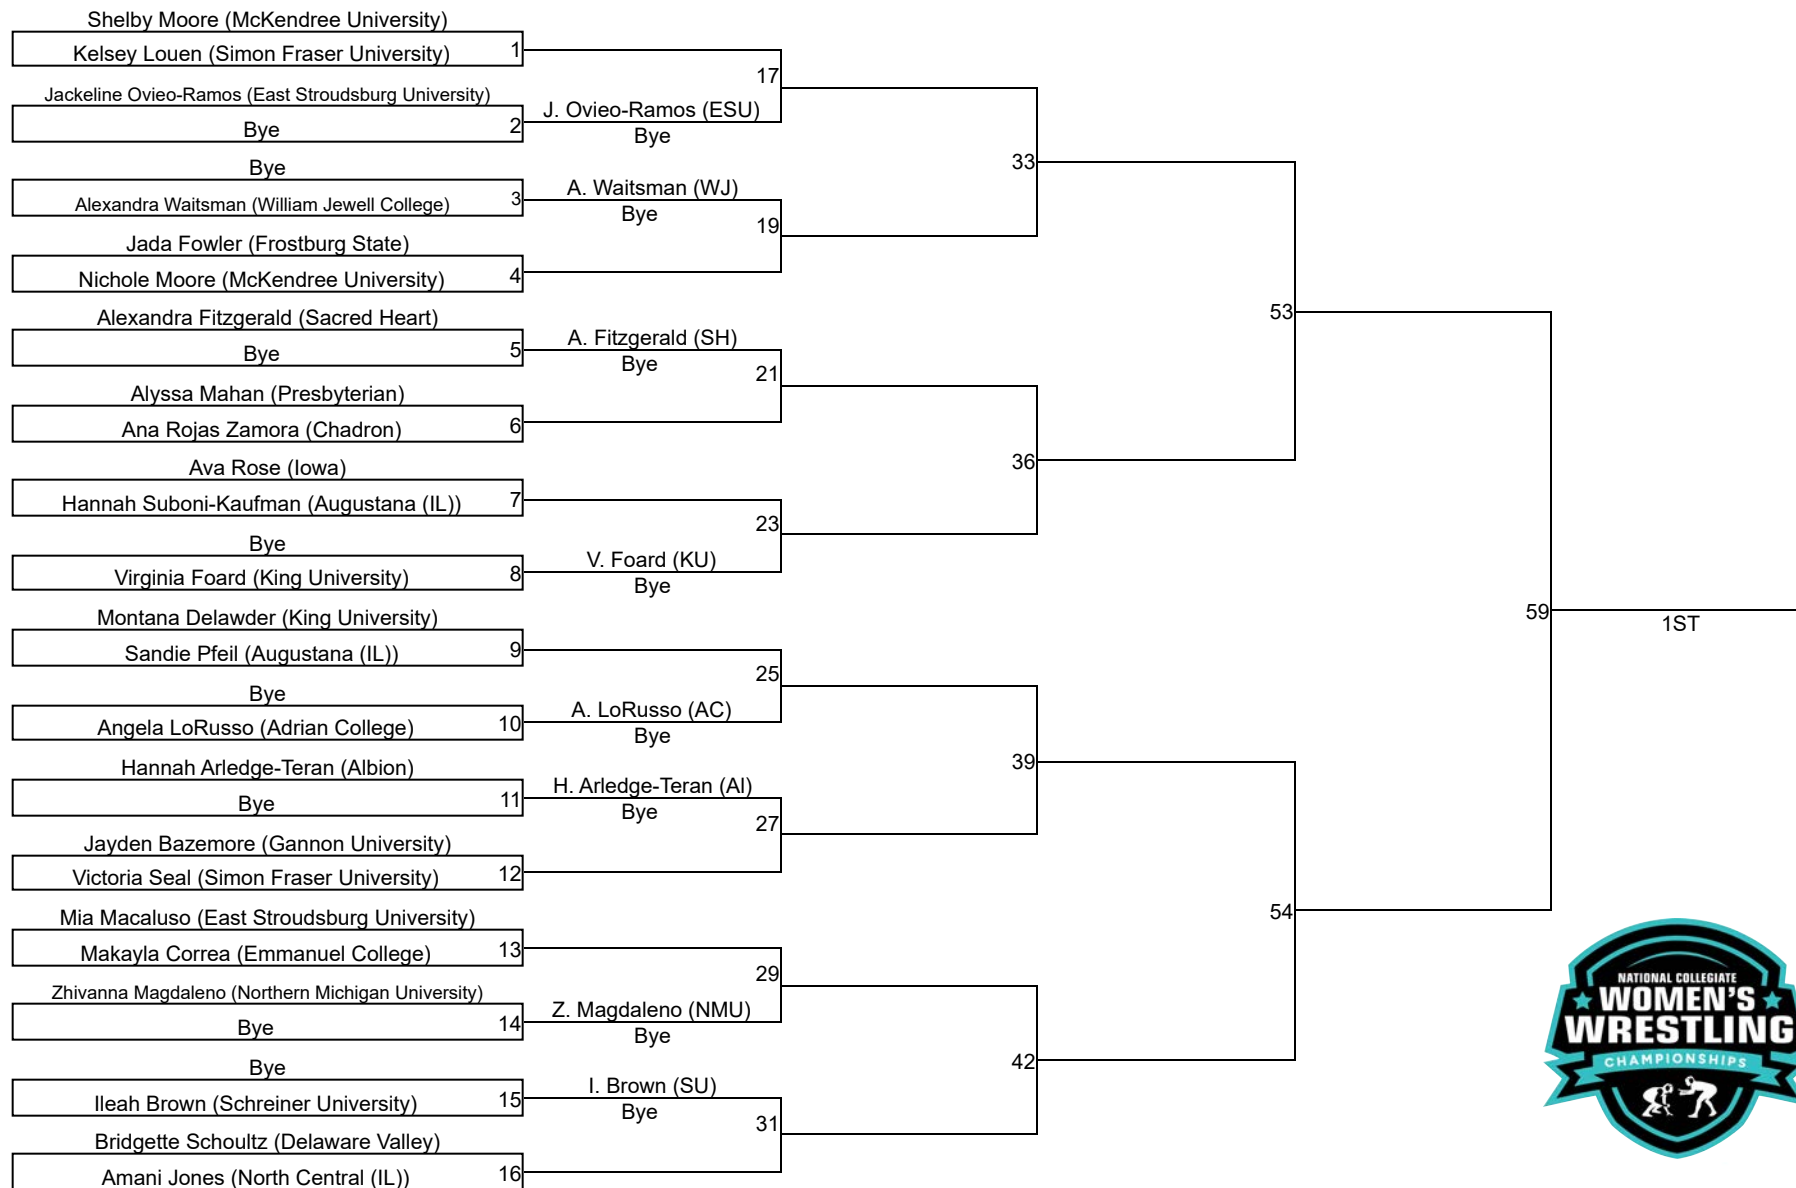 Shelby Moore (McKendree University)
Kelsey Louen (Simon Fraser University) 1
17
Jackeline Ovieo-Ramos (East Stroudsburg University)
J. Ovieo-Ramos (ESU)
Bye 2
Bye
33
Bye
A. Waitsman (WJ)
Alexandra Waitsman (William Jewell College) 3
Bye
19
Jada Fowler (Frostburg State)
Nichole Moore (McKendree University) 4
53
Alexandra Fitzgerald (Sacred Heart)
A. Fitzgerald (SH)
Bye 5
Bye
21
Alyssa Mahan (Presbyterian)
Ana Rojas Zamora (Chadron) 6
36
Ava Rose (Iowa)
Hannah Suboni-Kaufman (Augustana (IL)) 7
23
Bye
V. Foard (KU)
Virginia Foard (King University) 8
Bye
59
1ST
Montana Delawder (King University)
Sandie Pfeil (Augustana (IL)) 9
25
Bye
A. LoRusso (AC)
Angela LoRusso (Adrian College) 10
Bye
39
Hannah Arledge-Teran (Albion)
H. Arledge-Teran (Al)
Bye 11
Bye
27
Jayden Bazemore (Gannon University)
Victoria Seal (Simon Fraser University) 12
54
Mia Macaluso (East Stroudsburg University)
Makayla Correa (Emmanuel College) 13
29
Zhivanna Magdaleno (Northern Michigan University)
Z. Magdaleno (NMU)
Bye 14
Bye
42
Bye
I. Brown (SU)
Ileah Brown (Schreiner University) 15
Bye
31
Bridgette Schoultz (Delaware Valley)
Amani Jones (North Central (IL)) 16
NATIONAL COLLEGIATE
WOMEN'S
WRESTLING
CHAMPIONSHIPS